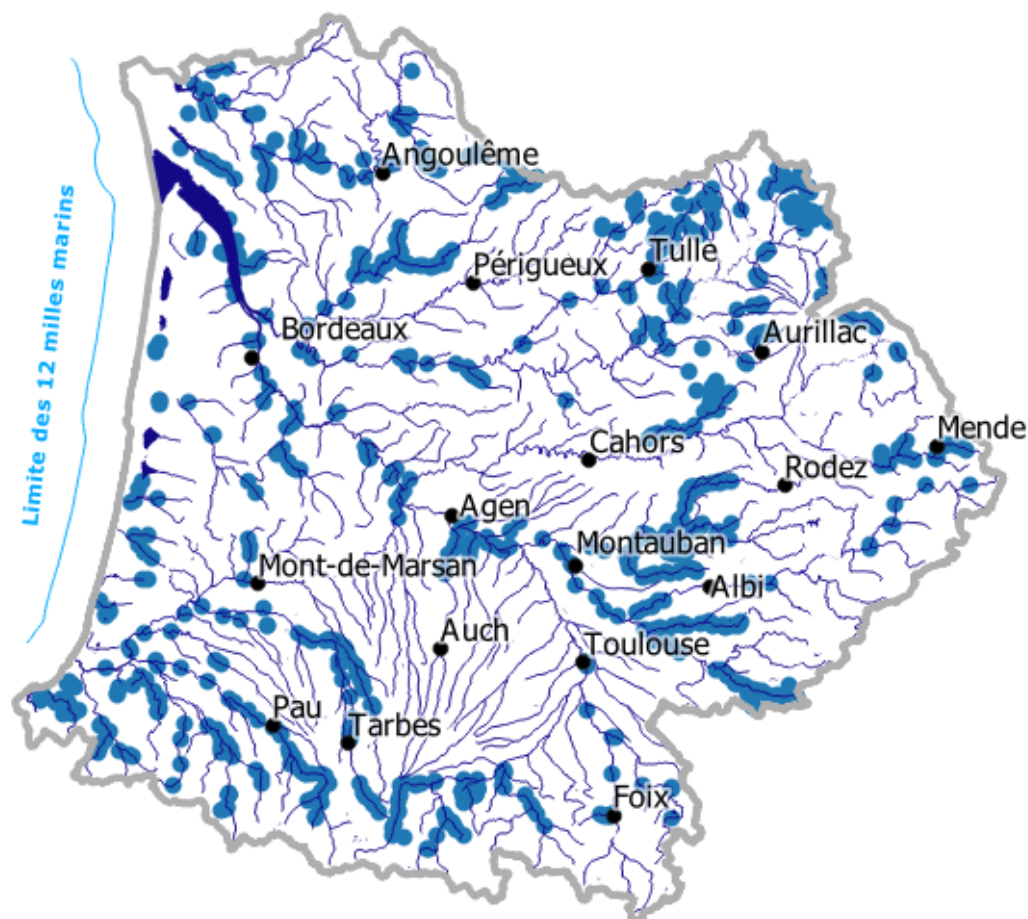 Limite des 12 milles marins
Angoulême
Périgueux
Tulle
Bordeaux
Aurillac
Mende
Cahors
Rodez
Agen
Montauban
Mont-de-Marsan
Albi
Auch
Toulouse
Pau
Tarbes
Foix